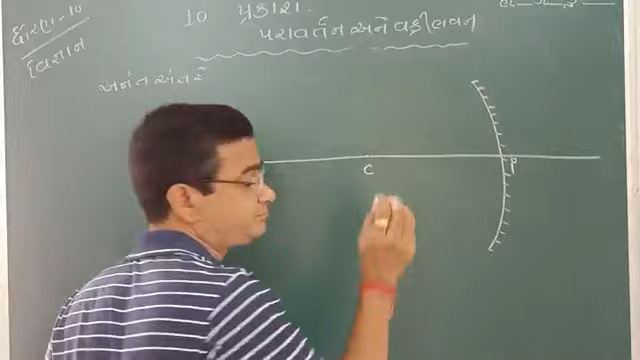 ધોરણ-10
વિજ્ઞાન
10 પ્રકાશ.
પરાવર્તન અને વક્રીભવન
અનંત અંતરે
C
P